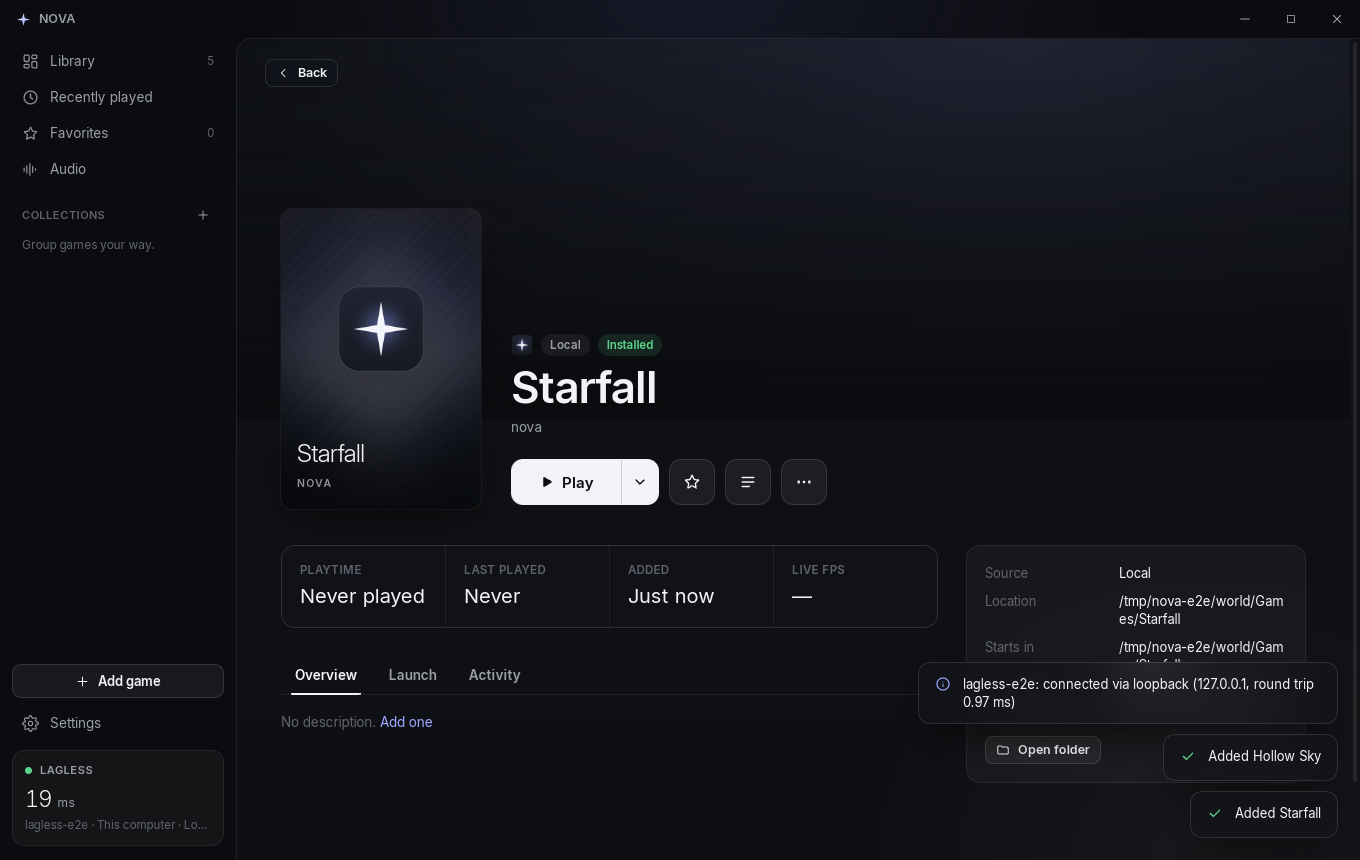 NOVA
Library 5
Recently played
Favorites 0
Audio
COLLECTIONS
Group games your way.
Add game
Settings
LAGLESS
19 ms
lagless-e2e · This computer · Lo...
Back
Starfall
NOVA
Local Installed
Starfall
nova
Play
PLAYTIME
Never played
LAST PLAYED
Never
ADDED
Just now
LIVE FPS
—
Overview Launch Activity
No description. Add one
Source Local
Location /tmp/nova-e2e/world/Gam
es/Starfall
Starts in /tmp/nova-e2e/world/Gam
lagless-e2e: connected via loopback (127.0.0.1, round trip
0.97 ms)
Open folder
Added Hollow Sky
Added Starfall